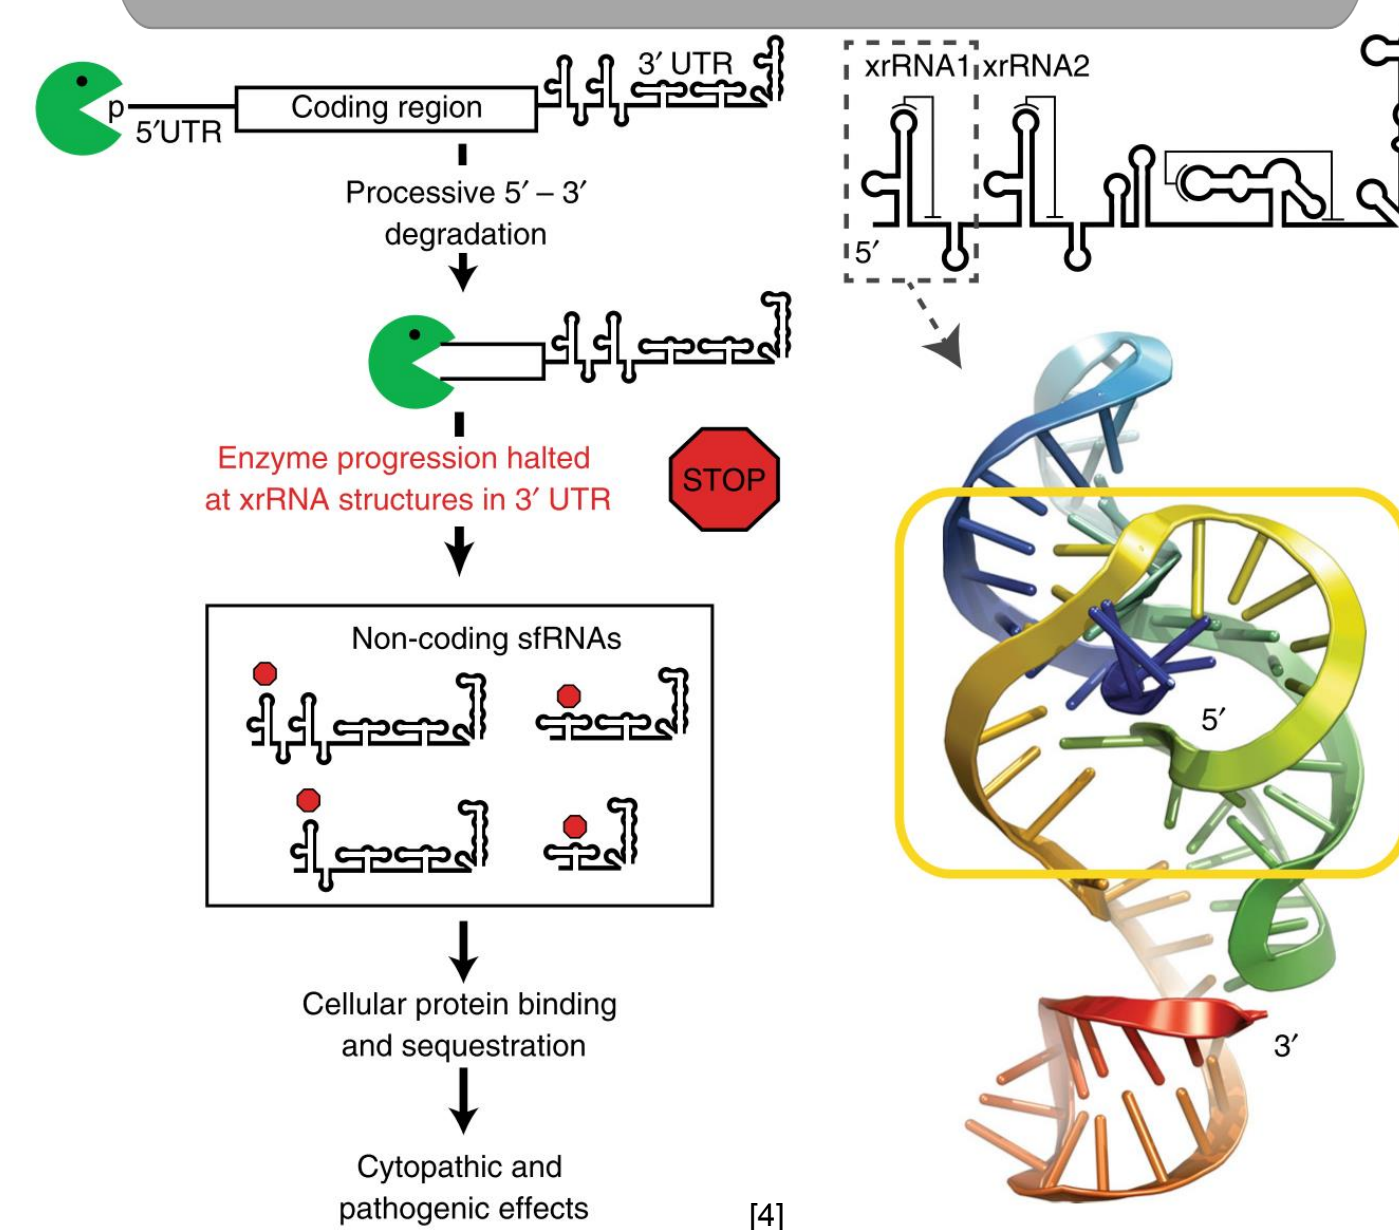 p
5′UTR
Coding region
3′ UTR
Processive 5′ – 3′
degradation
Enzyme progression halted
at xrRNA structures in 3′ UTR
STOP
Non-coding sfRNAs
Cellular protein binding
and sequestration
Cytopathic and
pathogenic effects
[4]
xrRNA1 xrRNA2
5′
5′
3′